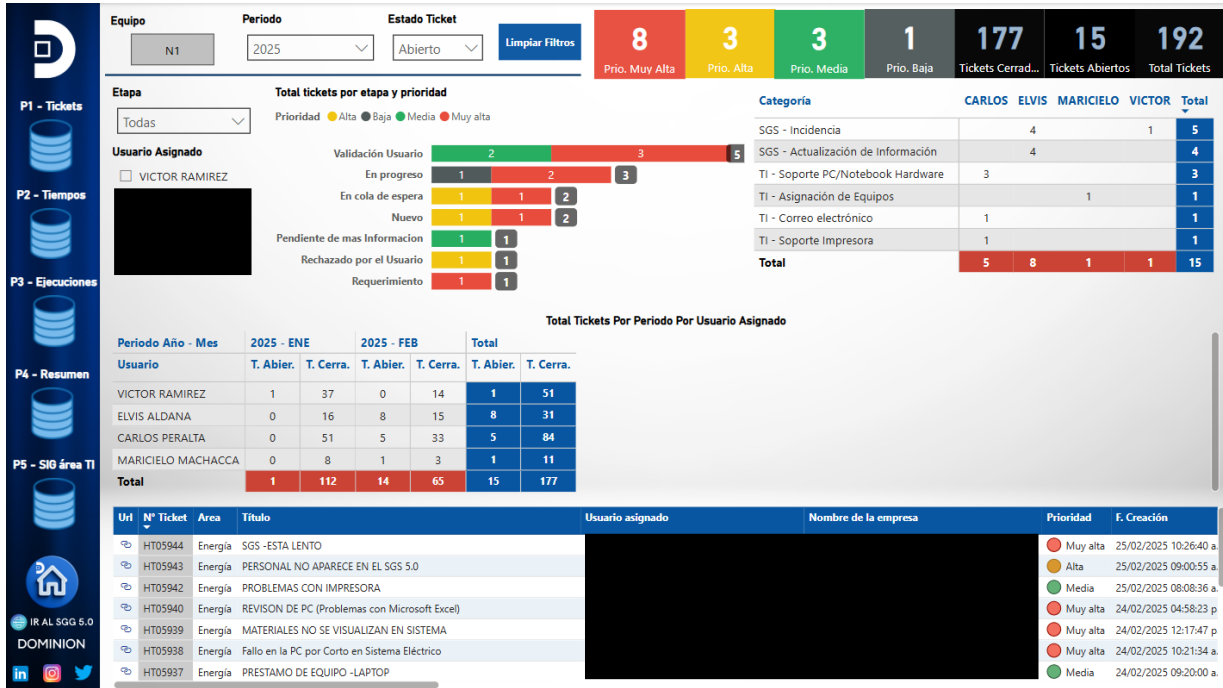 Equipo
N1
Periodo
2025
Estado Ticket
Abierto
Limpiar Filtros
8
Prio. Muy Alta
3
Prio. Alta
3
Prio. Media
1
Prio. Baja
177
Tickets Cerrad...
15
Tickets Abiertos
192
Total Tickets
P1 - Tickets
P2 - Tiempos
P3 - Ejecuciones
P4 - Resumen
P5 - SIG área TI
IR AL SGG 5.0
DOMINION
Etapa
Todas
Usuario Asignado
VICTOR RAMIREZ
Total tickets por etapa y prioridad
Prioridad Alta Baja Media Muy alta
Validación Usuario 2 3 5
En progreso 1 2 3
En cola de espera 1 1 2
Nuevo 1 1 2
Pendiente de mas Informacion 1 1
Rechazado por el Usuario 1 1
Requerimiento 1 1
Categoría CARLOS ELVIS MARICIELO VICTOR Total
SGS - Incidencia 4 1 5
SGS - Actualización de Información 4 4
TI - Soporte PC/Notebook Hardware 3 3
TI - Asignación de Equipos 1 1
TI - Correo electrónico 1 1
TI - Soporte Impresora 1 1
Total 5 8 1 1 15
Total Tickets Por Periodo Por Usuario Asignado
Periodo Año - Mes 2025 - ENE 2025 - FEB Total
Usuario T. Abier. T. Cerra. T. Abier. T. Cerra. T. Abier. T. Cerra.
VICTOR RAMIREZ 1 37 0 14 1 51
ELVIS ALDANA 0 16 8 15 8 31
CARLOS PERALTA 0 51 5 33 5 84
MARICIELO MACHACCA 0 8 1 3 1 11
Total 1 112 14 65 15 177
Url N° Ticket Area Título Usuario asignado Nombre de la empresa Prioridad F. Creación
HT05944 Energía SGS -ESTA LENTO Muy alta 25/02/2025 10:26:40 a.
HT05943 Energía PERSONAL NO APARECE EN EL SGS 5.0 Alta 25/02/2025 09:00:55 a.
HT05942 Energía PROBLEMAS CON IMPRESORA Media 25/02/2025 08:08:36 a.
HT05940 Energía REVISON DE PC (Problemas con Microsoft Excel) Muy alta 24/02/2025 04:58:23 p
HT05939 Energía MATERIALES NO SE VISUALIZAN EN SISTEMA Muy alta 24/02/2025 12:17:47 p
HT05938 Energía Fallo en la PC por Corto en Sistema Eléctrico Muy alta 24/02/2025 10:21:34 a.
HT05937 Energía PRESTAMO DE EQUIPO -LAPTOP Media 24/02/2025 09:20:00 a.